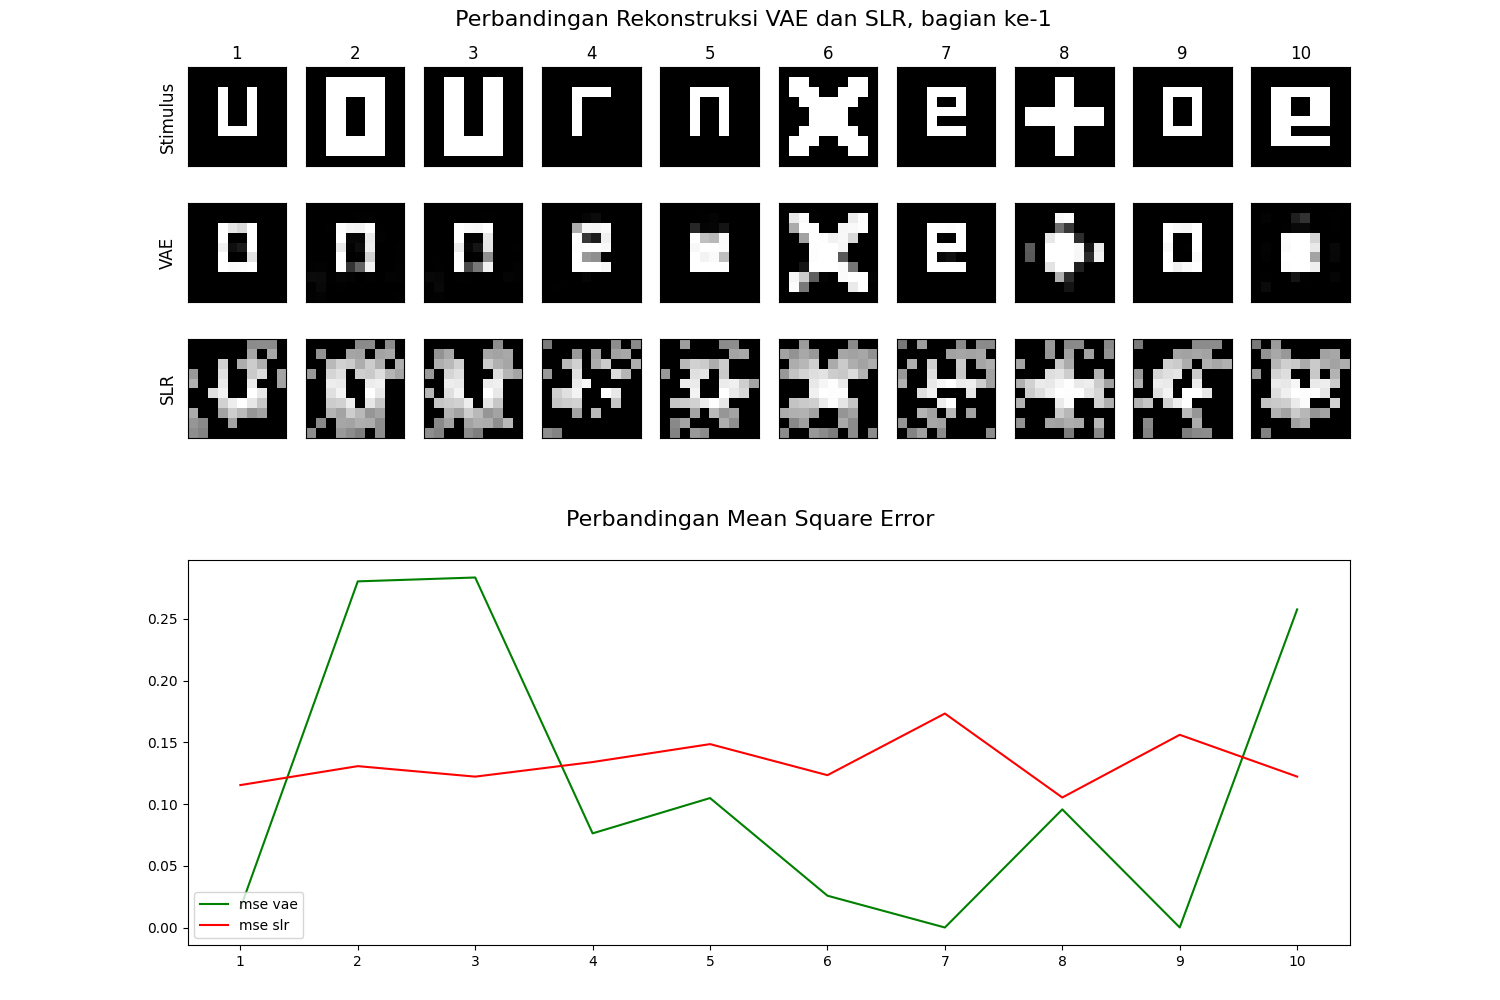 Perbandingan Rekonstruksi VAE dan SLR, bagian ke-1
1 2 3 4 5 6 7 8 9 10
Stimulus
VAE
SLR
Perbandingan Mean Square Error
0.25
0.20
0.15
0.10
0.05
0.00
mse vae
mse slr
1 2 3 4 5 6 7 8 9 10